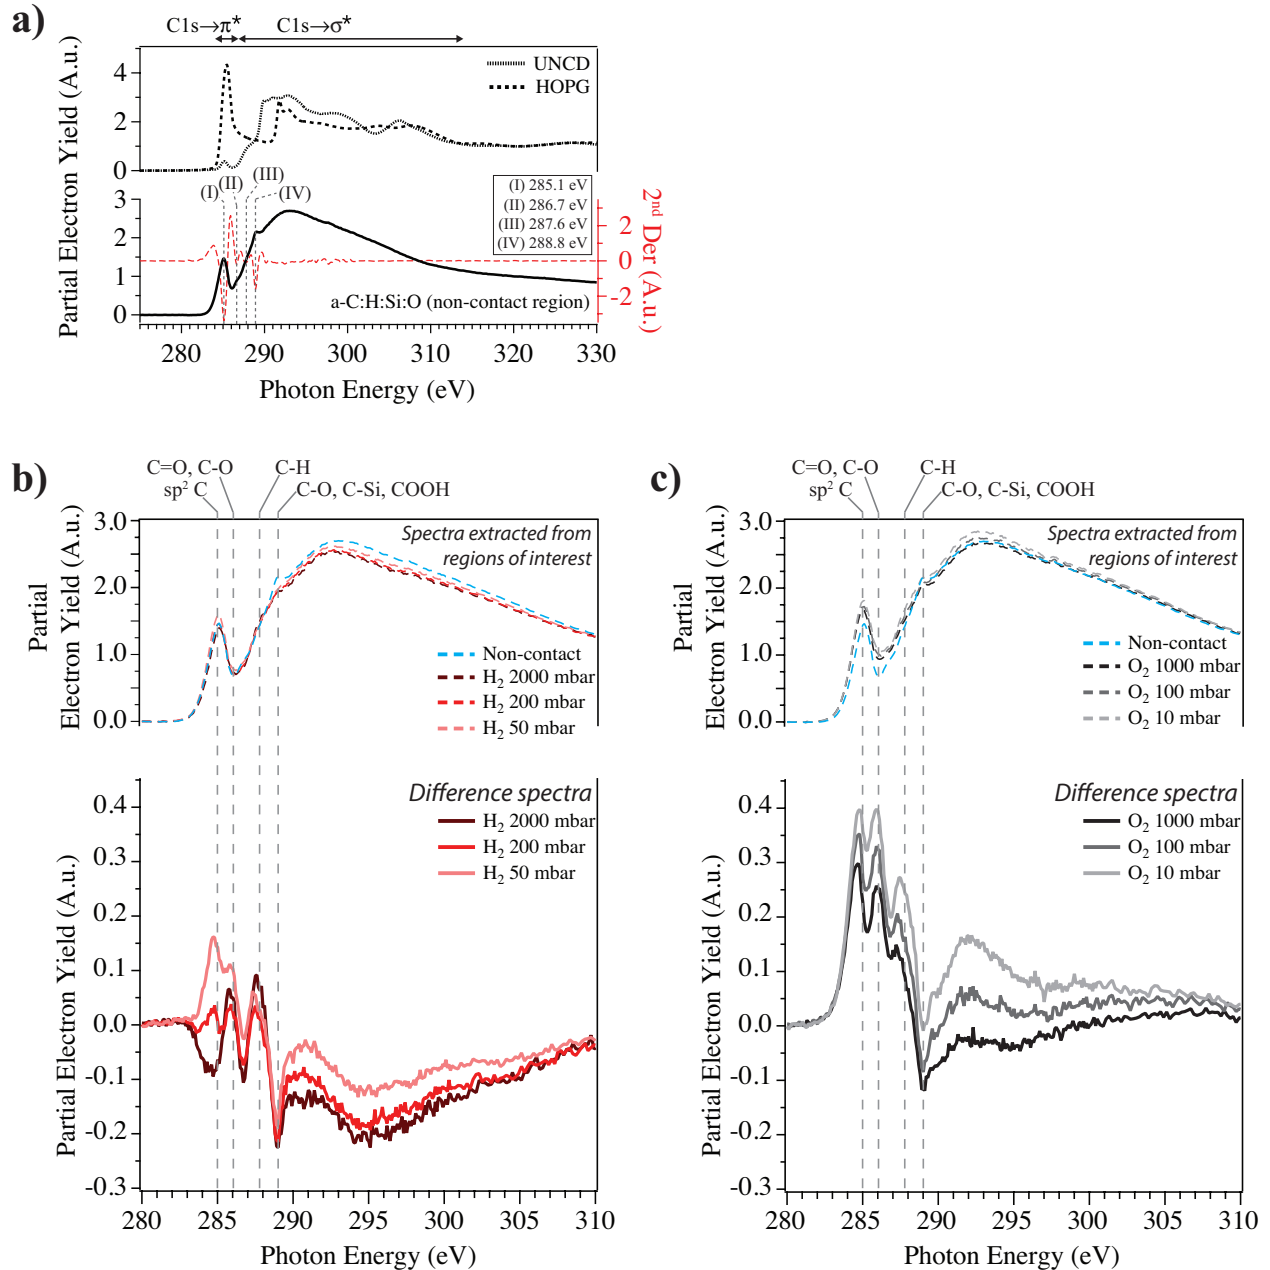 a)
C1s→π*
C1s→σ*
UNCD
HOPG
Partial Electron Yield (A.u.)
4
2
0
(I)
(II)
(III)
(IV)
(I) 285.1 eV
(II) 286.7 eV
(III) 287.6 eV
(IV) 288.8 eV
3
2
1
0
2
0
-2
2nd Der (A.u.)
a-C:H:Si:O (non-contact region)
280 290 300 310 320 330
Photon Energy (eV)
b)
C=O, C-O
sp2 C
C-H
C-O, C-Si, COOH
Partial
Electron Yield (A.u.)
3.0
2.0
1.0
0.0
Spectra extracted from
regions of interest
Non-contact
H2 2000 mbar
H2 200 mbar
H2 50 mbar
Partial Electron Yield (A.u.)
0.4
0.3
0.2
0.1
0.0
-0.1
-0.2
-0.3
Difference spectra
H2 2000 mbar
H2 200 mbar
H2 50 mbar
280 285 290 295 300 305 310
Photon Energy (eV)
c)
C=O, C-O
sp2 C
C-H
C-O, C-Si, COOH
Partial
Electron Yield (A.u.)
3.0
2.0
1.0
0.0
Spectra extracted from
regions of interest
Non-contact
O2 1000 mbar
O2 100 mbar
O2 10 mbar
Partial Electron Yield (A.u.)
0.4
0.3
0.2
0.1
0.0
-0.1
-0.2
-0.3
Difference spectra
O2 1000 mbar
O2 100 mbar
O2 10 mbar
280 285 290 295 300 305 310
Photon Energy (eV)